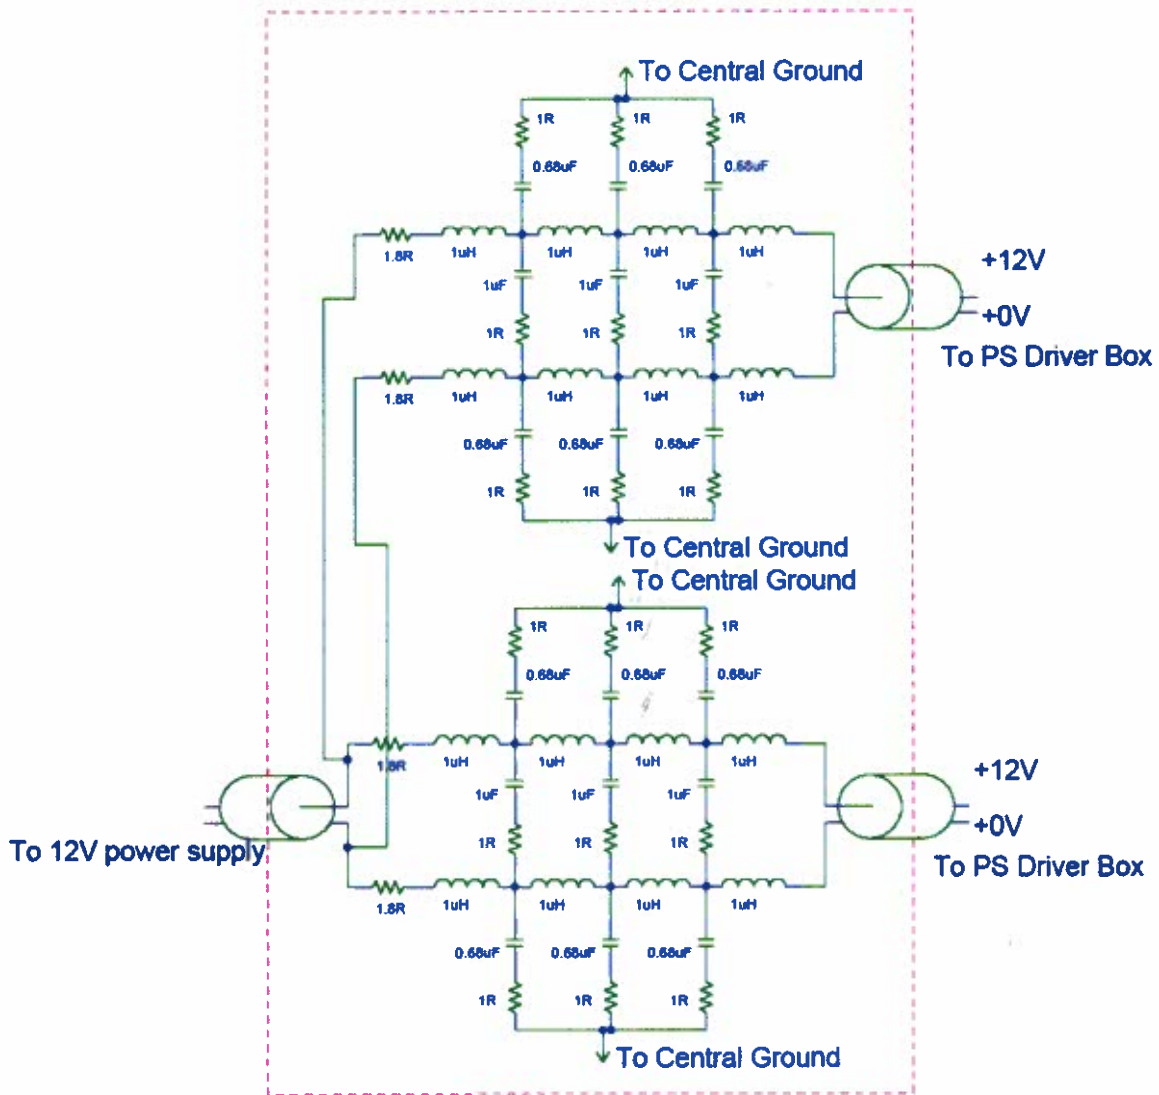 To Central Ground
1R 1R 1R
0.68uF 0.68uF 0.68uF
1.8R 1uH 1uH 1uH 1uH
+12V
1uF 1uF 1uF
+0V
1R 1R 1R
To PS Driver Box
1.8R 1uH 1uH 1uH 1uH
0.68uF 0.68uF 0.68uF
1R 1R 1R
To Central Ground
To Central Ground
1R 1R 1R
0.68uF 0.68uF 0.68uF
1.8R 1uH 1uH 1uH 1uH
+12V
1uF 1uF 1uF
+0V
To 12V power supply
1R 1R 1R
To PS Driver Box
1.8R 1uH 1uH 1uH 1uH
0.68uF 0.68uF 0.68uF
1R 1R 1R
To Central Ground